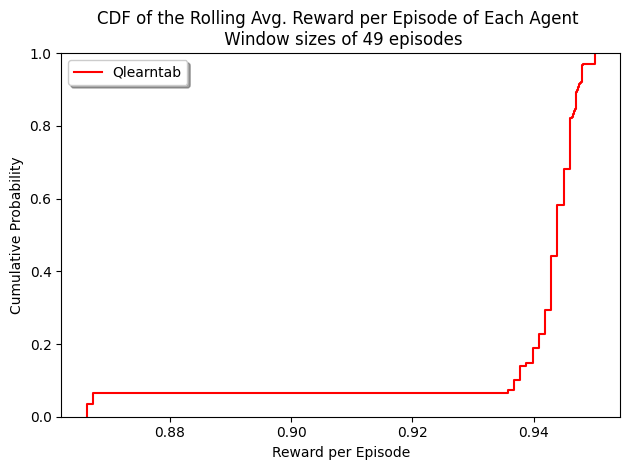 CDF of the Rolling Avg. Reward per Episode of Each Agent
Window sizes of 49 episodes
Qlearntab
Cumulative Probability
1.0
0.8
0.6
0.4
0.2
0.0
0.88 0.90 0.92 0.94
Reward per Episode